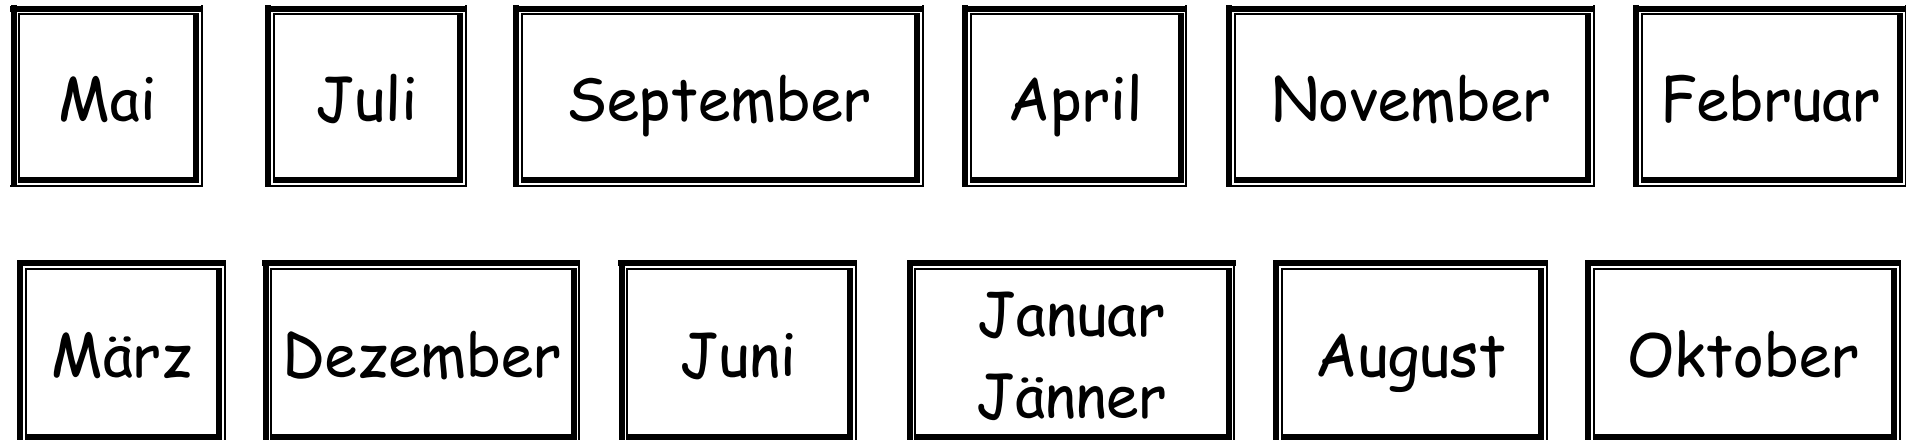 Mai Juli September April November Februar
März Dezember Juni Januar Jänner August Oktober